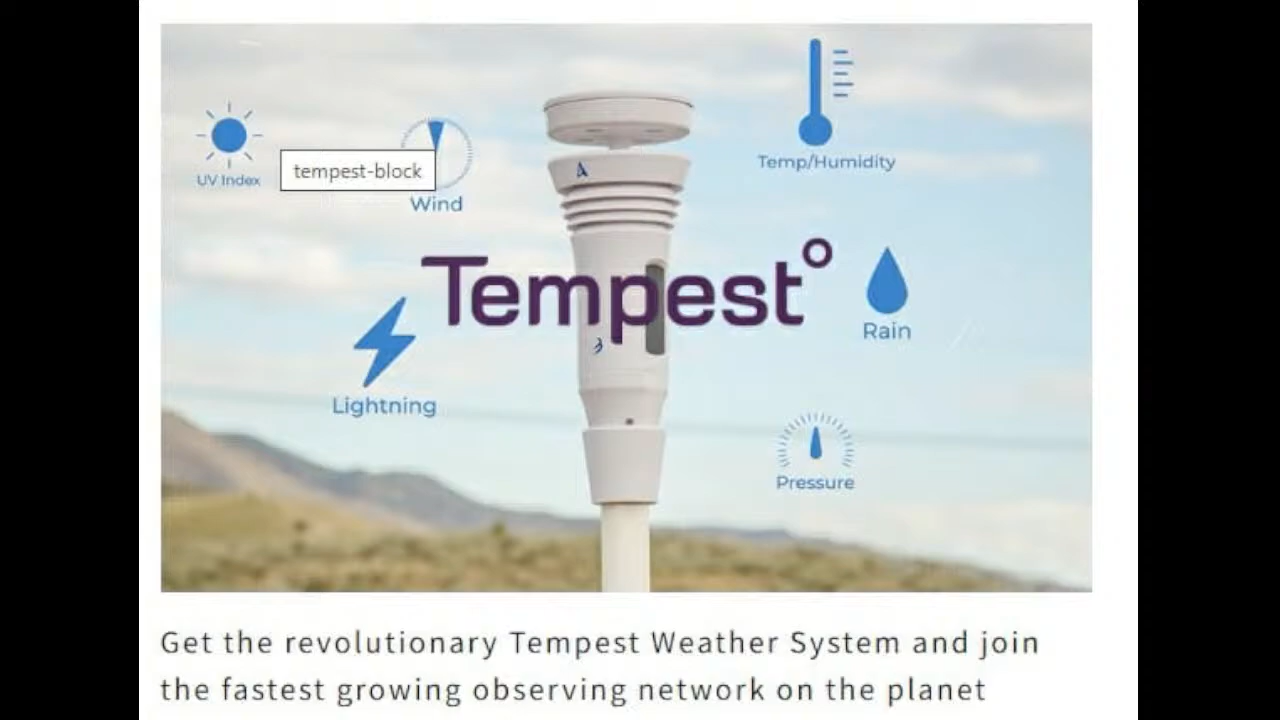 UV Index
tempest-block
Wind
Temp/Humidity
Tempest°
Lightning
Rain
Pressure
Get the revolutionary Tempest Weather System and join
the fastest growing observing network on the planet